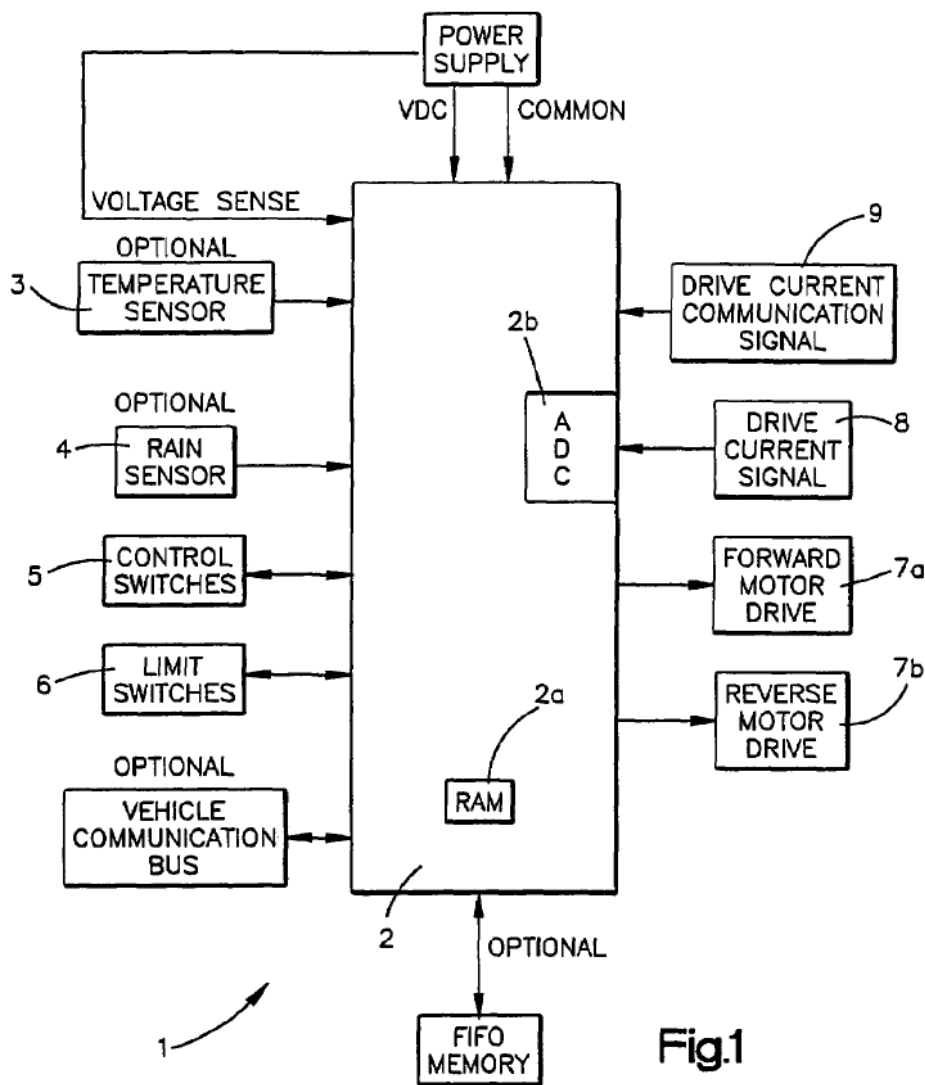 POWER
SUPPLY
VDC
COMMON
VOLTAGE SENSE
OPTIONAL
3
TEMPERATURE
SENSOR
9
DRIVE CURRENT
COMMUNICATION
SIGNAL
2b
A
D
C
OPTIONAL
4
RAIN
SENSOR
DRIVE
CURRENT
SIGNAL
8
5
CONTROL
SWITCHES
FORWARD
MOTOR
DRIVE
7a
6
LIMIT
SWITCHES
2a
RAM
REVERSE
MOTOR
DRIVE
7b
OPTIONAL
VEHICLE
COMMUNICATION
BUS
2
OPTIONAL
1
FIFO
MEMORY
Fig.1